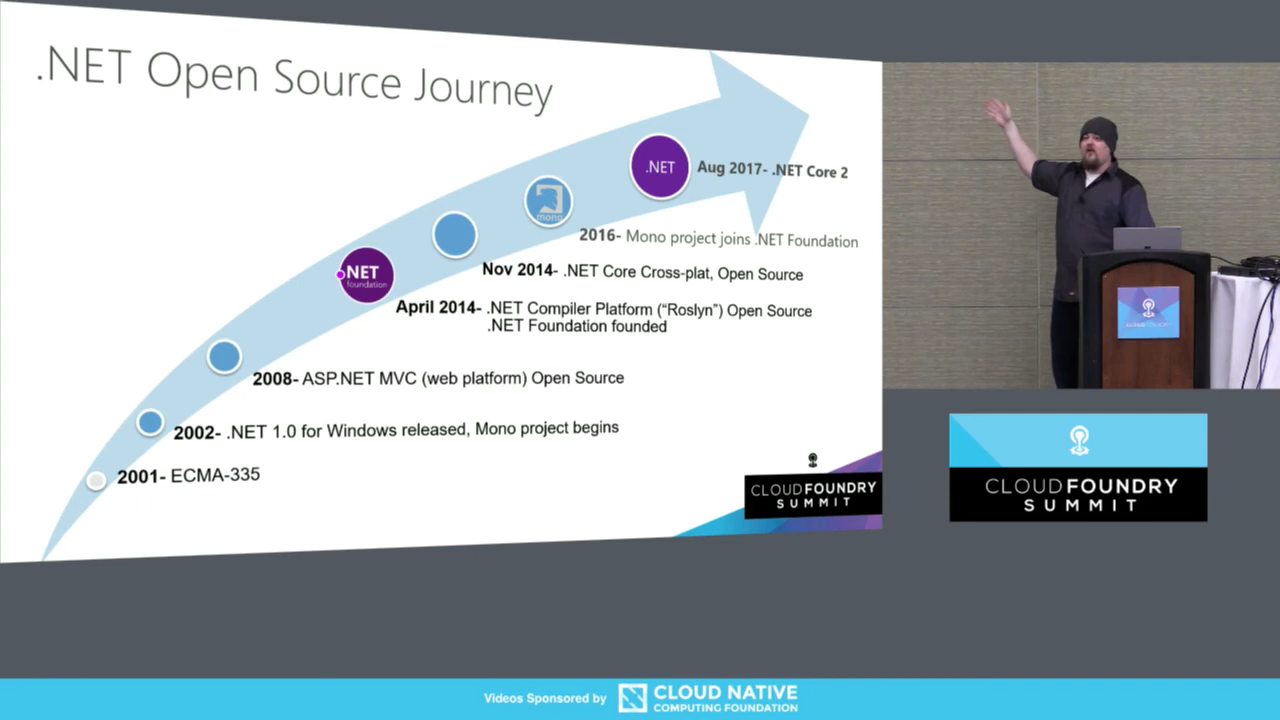 .NET Open Source Journey
.NET
Aug 2017- .NET Core 2
mono
2016- Mono project joins .NET Foundation
Nov 2014- .NET Core Cross-plat, Open Source
.NET
foundation
April 2014- .NET Compiler Platform (“Roslyn”) Open Source
.NET Foundation founded
2008- ASP.NET MVC (web platform) Open Source
2002- .NET 1.0 for Windows released, Mono project begins
2001- ECMA-335
CLOUDFOUNDRY
SUMMIT
CLOUDFOUNDRY
SUMMIT
Videos Sponsored by
CLOUD NATIVE
COMPUTING FOUNDATION